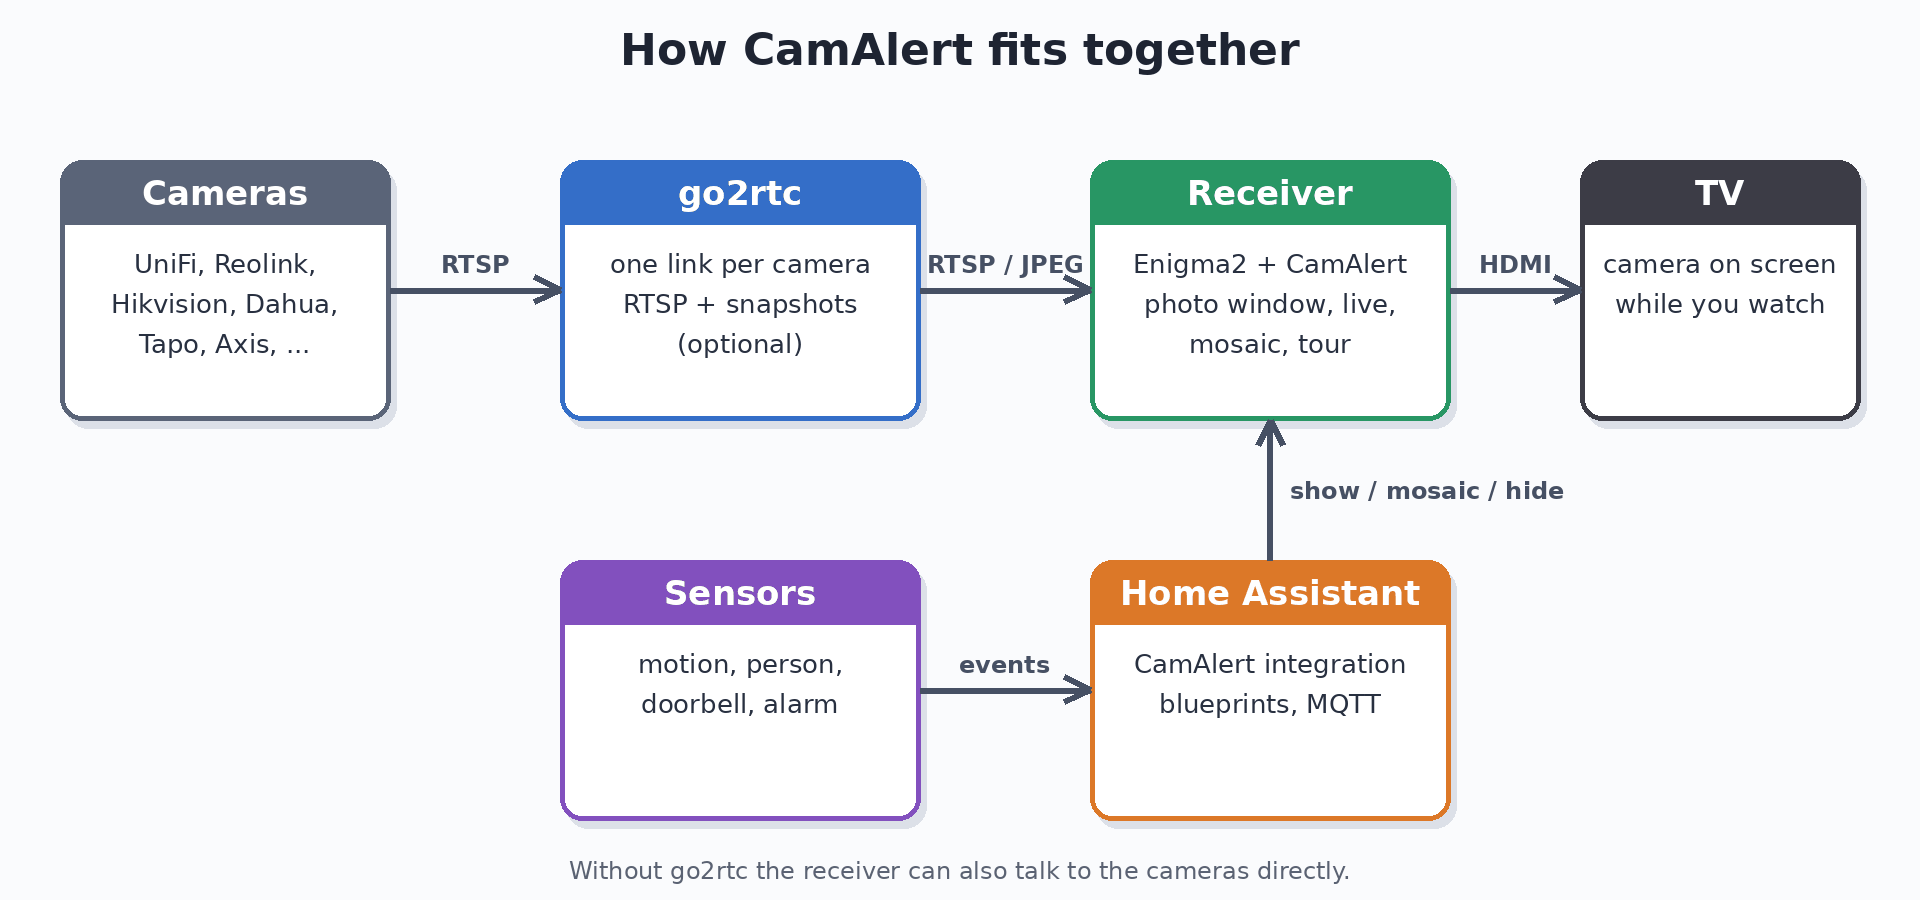 How CamAlert fits together
Cameras
UniFi, Reolink,
Hikvision, Dahua,
Tapo, Axis, ...
RTSP
go2rtc
one link per camera
RTSP + snapshots
(optional)
RTSP / JPEG
Receiver
Enigma2 + CamAlert
photo window, live,
mosaic, tour
HDMI
TV
camera on screen
while you watch
show / mosaic / hide
Sensors
motion, person,
doorbell, alarm
events
Home Assistant
CamAlert integration
blueprints, MQTT
Without go2rtc the receiver can also talk to the cameras directly.